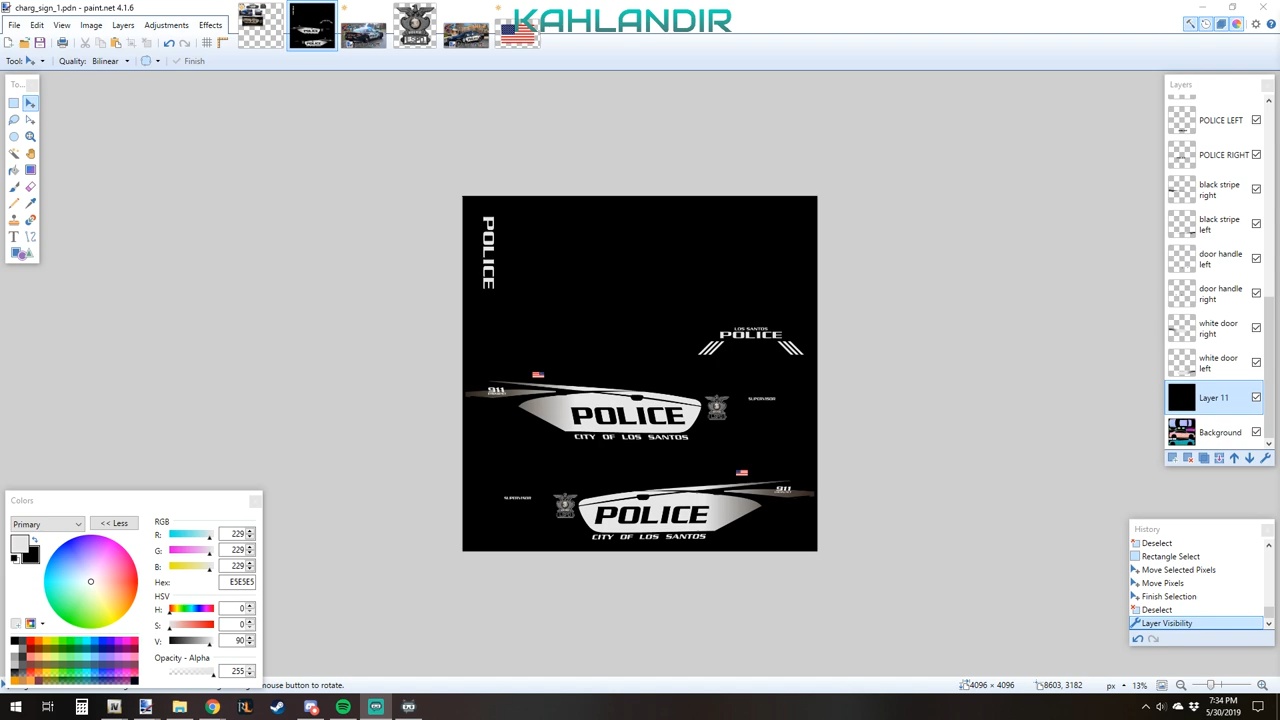 charg_sign_1.pdn - paint.net 4.1.6
KAHLANDIR
File Edit View Image Layers Adjustments Effects
Tool: Quality: Bilinear Finish
To...
Layers
POLICE LEFT
POLICE RIGHT
black stripe
right
black stripe
left
door handle
left
door handle
right
white door
right
white door
left
Layer 11
Background
POLICE
LOS SANTOS
POLICE
911
POLICE
SUPERVISOR
CITY OF LOS SANTOS
911
SUPERVISOR
POLICE
CITY OF LOS SANTOS
Colors
Primary
<< Less
RGB
R: 229
G: 229
B: 229
Hex: E5E5E5
HSV
H: 0
S: 0
V: 90
Opacity - Alpha
255
History
Deselect
Rectangle Select
Move Selected Pixels
Move Pixels
Finish Selection
Deselect
Layer Visibility
mouse button to rotate.
4096 × 4096
3603, 3182
px
13%
7:34 PM
5/30/2019